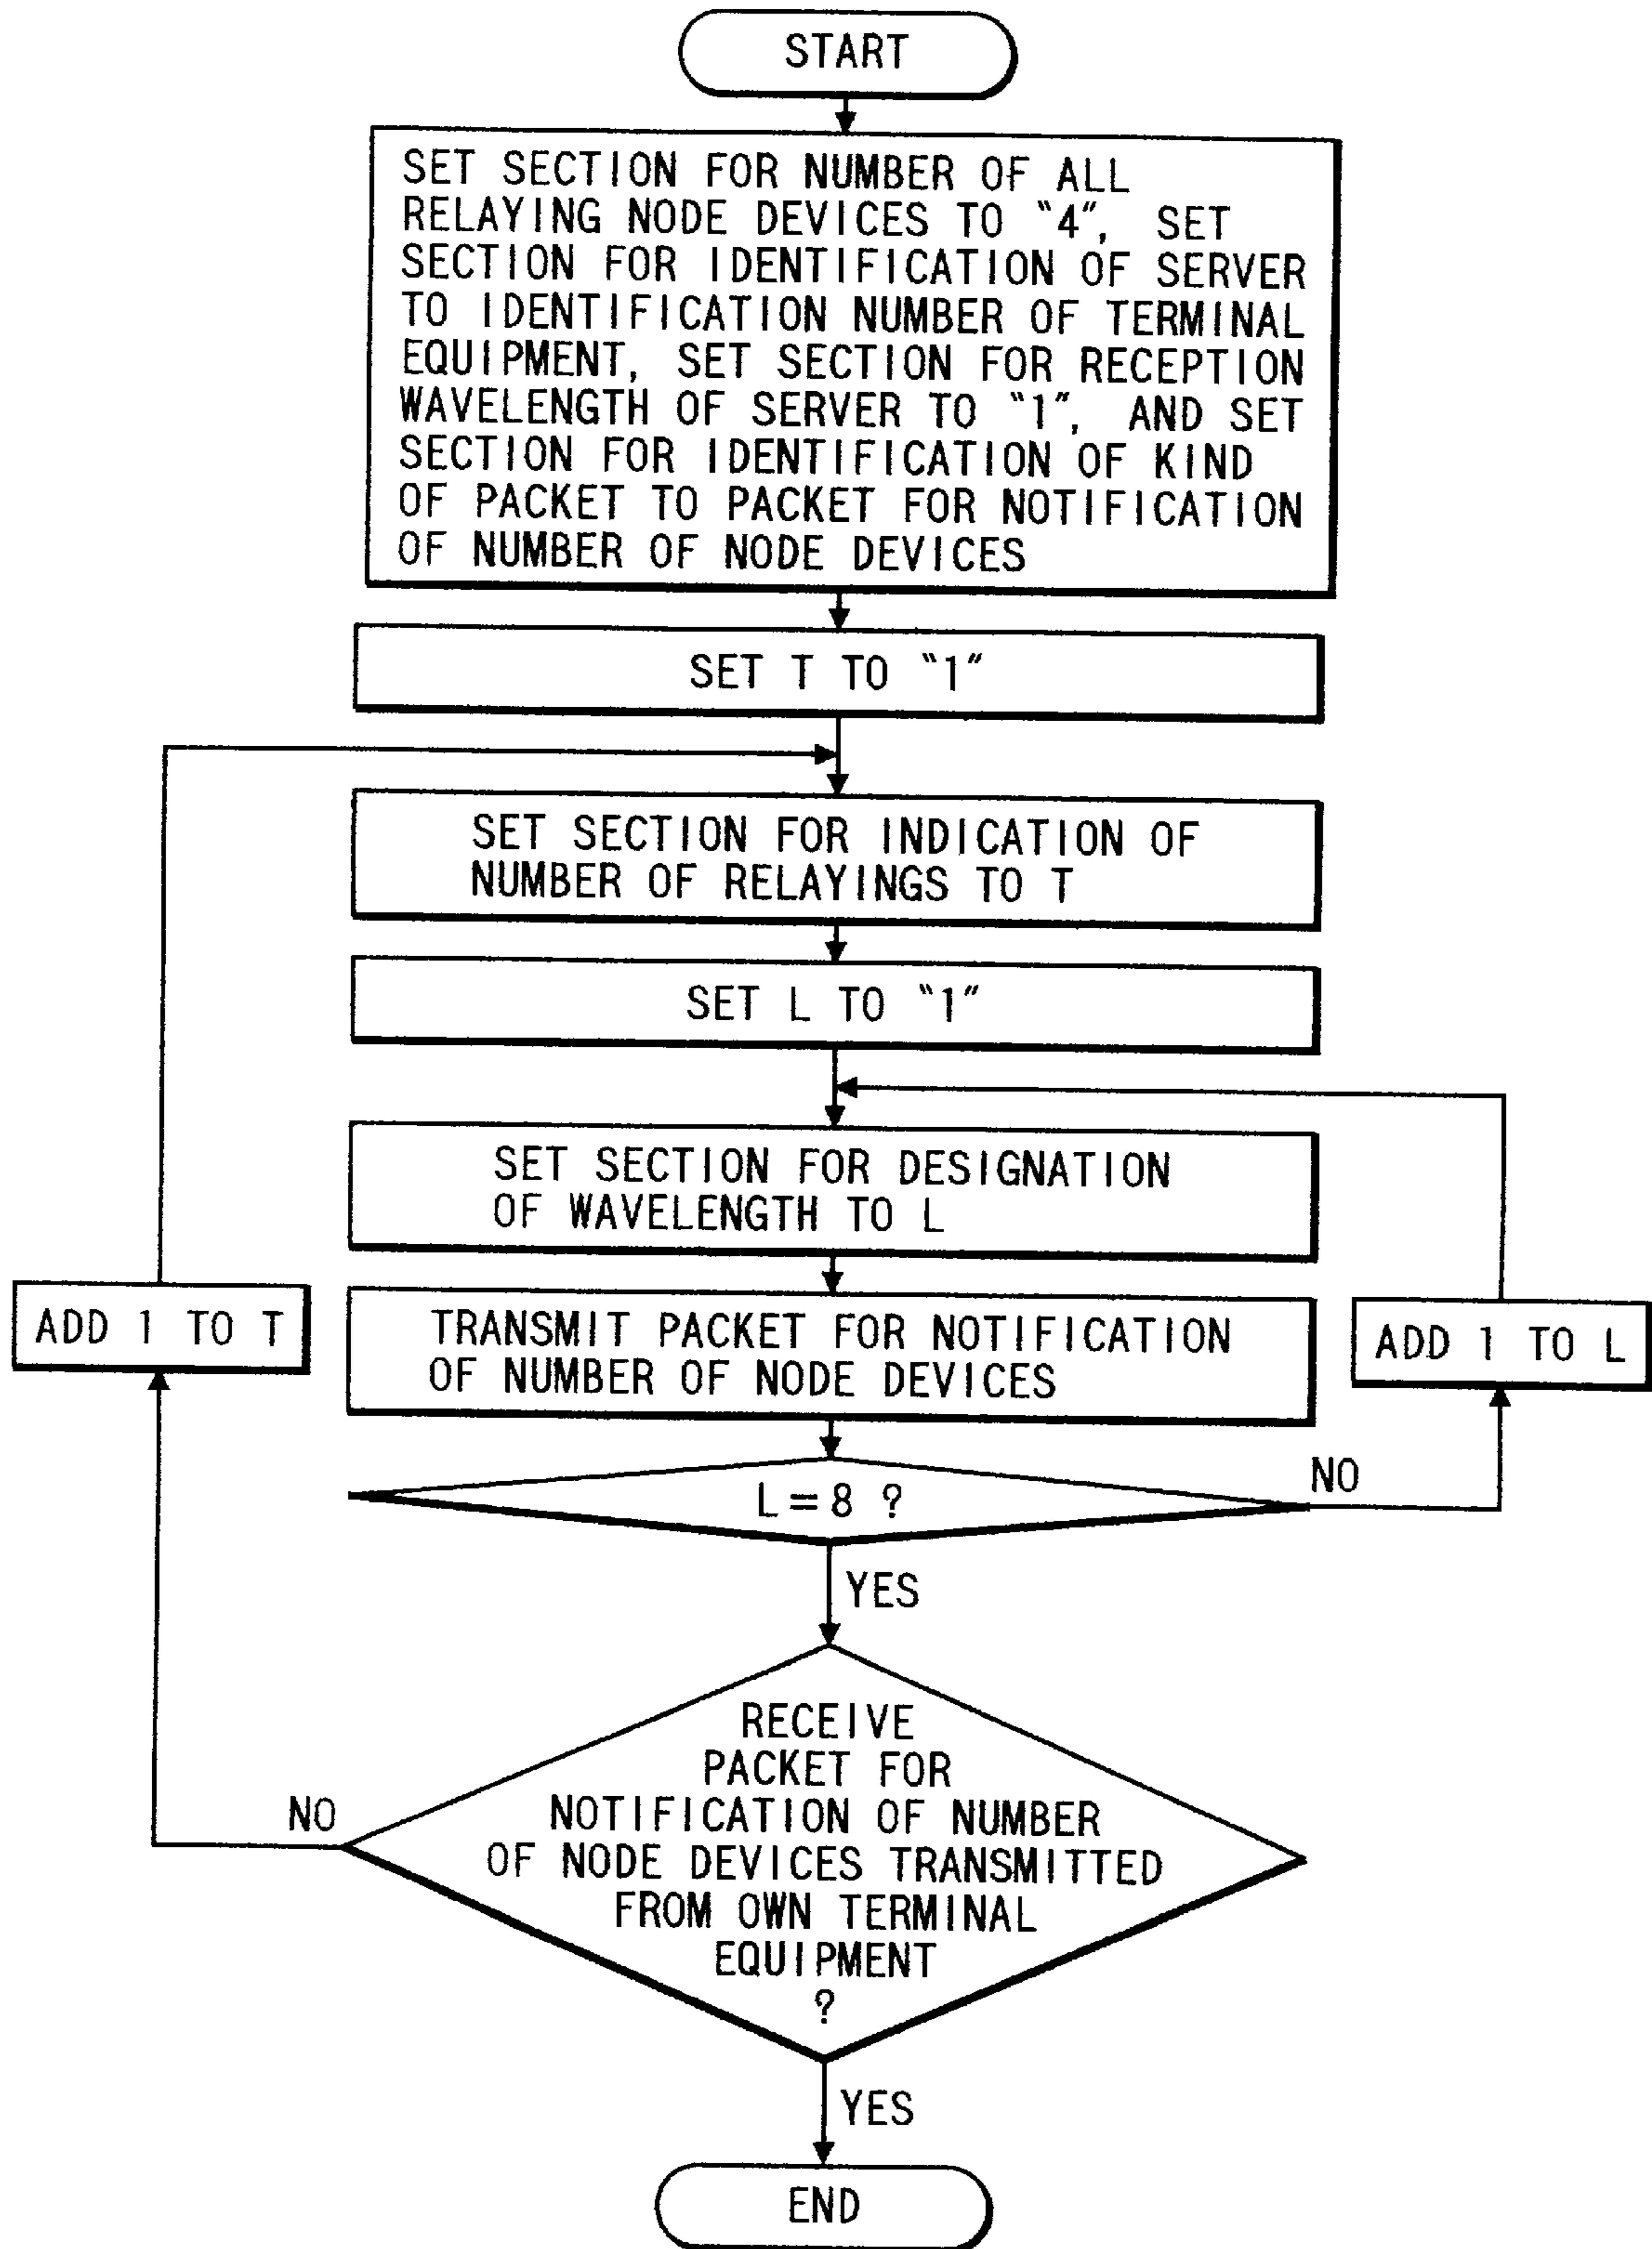 START
SET SECTION FOR NUMBER OF ALL
RELAYING NODE DEVICES TO "4", SET
SECTION FOR IDENTIFICATION OF SERVER
TO IDENTIFICATION NUMBER OF TERMINAL
EQUIPMENT, SET SECTION FOR RECEPTION
WAVELENGTH OF SERVER TO "1", AND SET
SECTION FOR IDENTIFICATION OF KIND
OF PACKET TO PACKET FOR NOTIFICATION
OF NUMBER OF NODE DEVICES
SET T TO "1"
SET SECTION FOR INDICATION OF
NUMBER OF RELAYINGS TO T
SET L TO "1"
SET SECTION FOR DESIGNATION
OF WAVELENGTH TO L
ADD 1 TO T
TRANSMIT PACKET FOR NOTIFICATION
OF NUMBER OF NODE DEVICES
ADD 1 TO L
L=8 ?
NO
YES
RECEIVE
PACKET FOR
NOTIFICATION OF NUMBER
OF NODE DEVICES TRANSMITTED
FROM OWN TERMINAL
EQUIPMENT
?
NO
YES
END